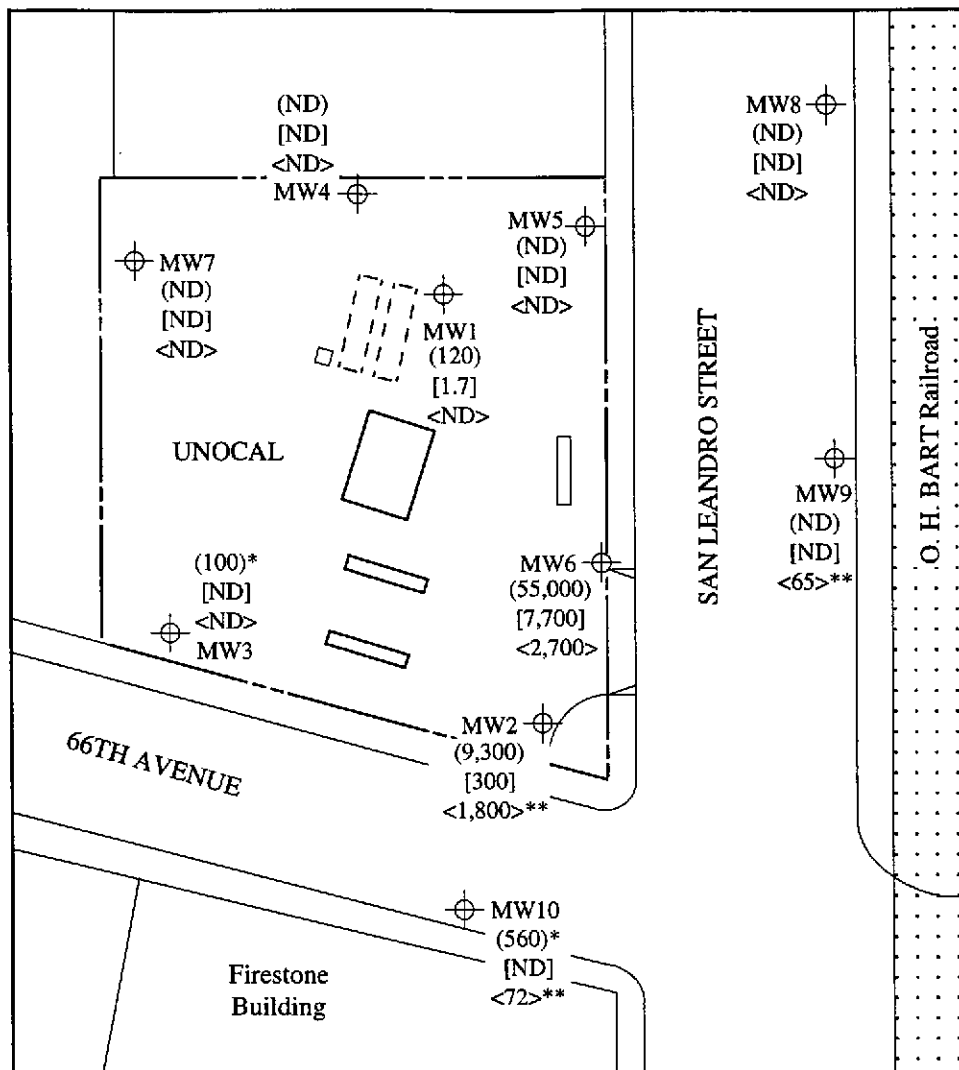 (ND)
[ND]
<ND>
MW4
MW8
(ND)
[ND]
<ND>
MW7
(ND)
[ND]
<ND>
MW5
(ND)
[ND]
<ND>
MW1
(120)
[1.7]
<ND>
UNOCAL
SAN LEANDRO STREET
O. H. BART Railroad
MW9
(ND)
[ND]
<65>**
(100)*
[ND]
<ND>
MW3
MW6
(55,000)
[7,700]
<2,700>
MW2
(9,300)
[300]
<1,800>**
66TH AVENUE
MW10
(560)*
[ND]
<72>**
Firestone
Building